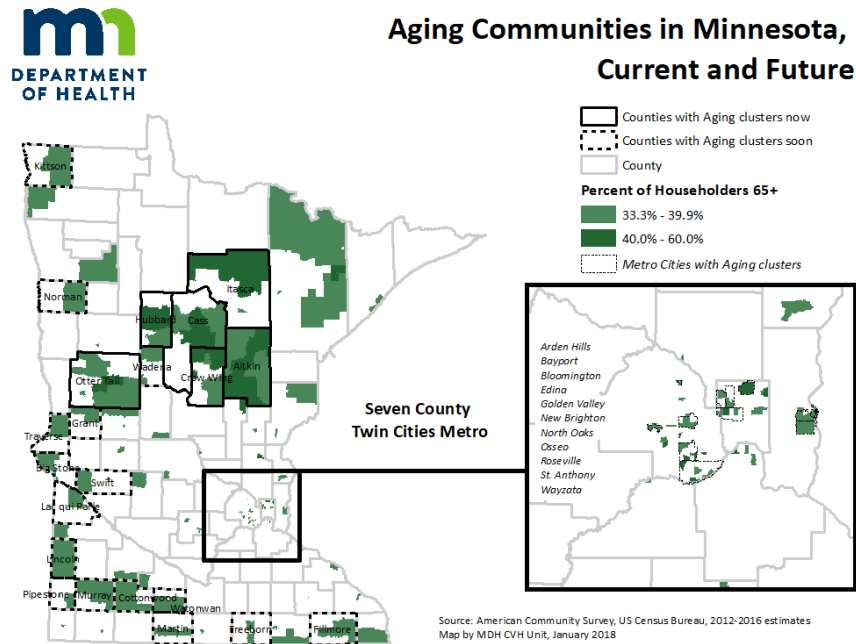 DEPARTMENT
OF HEALTH
Aging Communities in Minnesota,
Current and Future
Counties with Aging clusters now
Counties with Aging clusters soon
County
Percent of Householders 65+
33.3% - 39.9%
40.0% - 60.0%
Metro Cities with Aging clusters
Kittson
Norman
Itasca
Hubbard
Cass
Wadena
Crow Wing
Aitkin
Otter Tail
Grant
Traverse
Big Stone
Swift
Lac qui Parle
Lincoln
Pipestone
Murray
Cottonwood
Watonwan
Martin
Freeborn
Fillmore
Seven County
Twin Cities Metro
Arden Hills
Bayport
Bloomington
Edina
Golden Valley
New Brighton
North Oaks
Osseo
Roseville
St. Anthony
Wayzata
Source: American Community Survey, US Census Bureau, 2012-2016 estimates
Map by MDH CVH Unit, January 2018